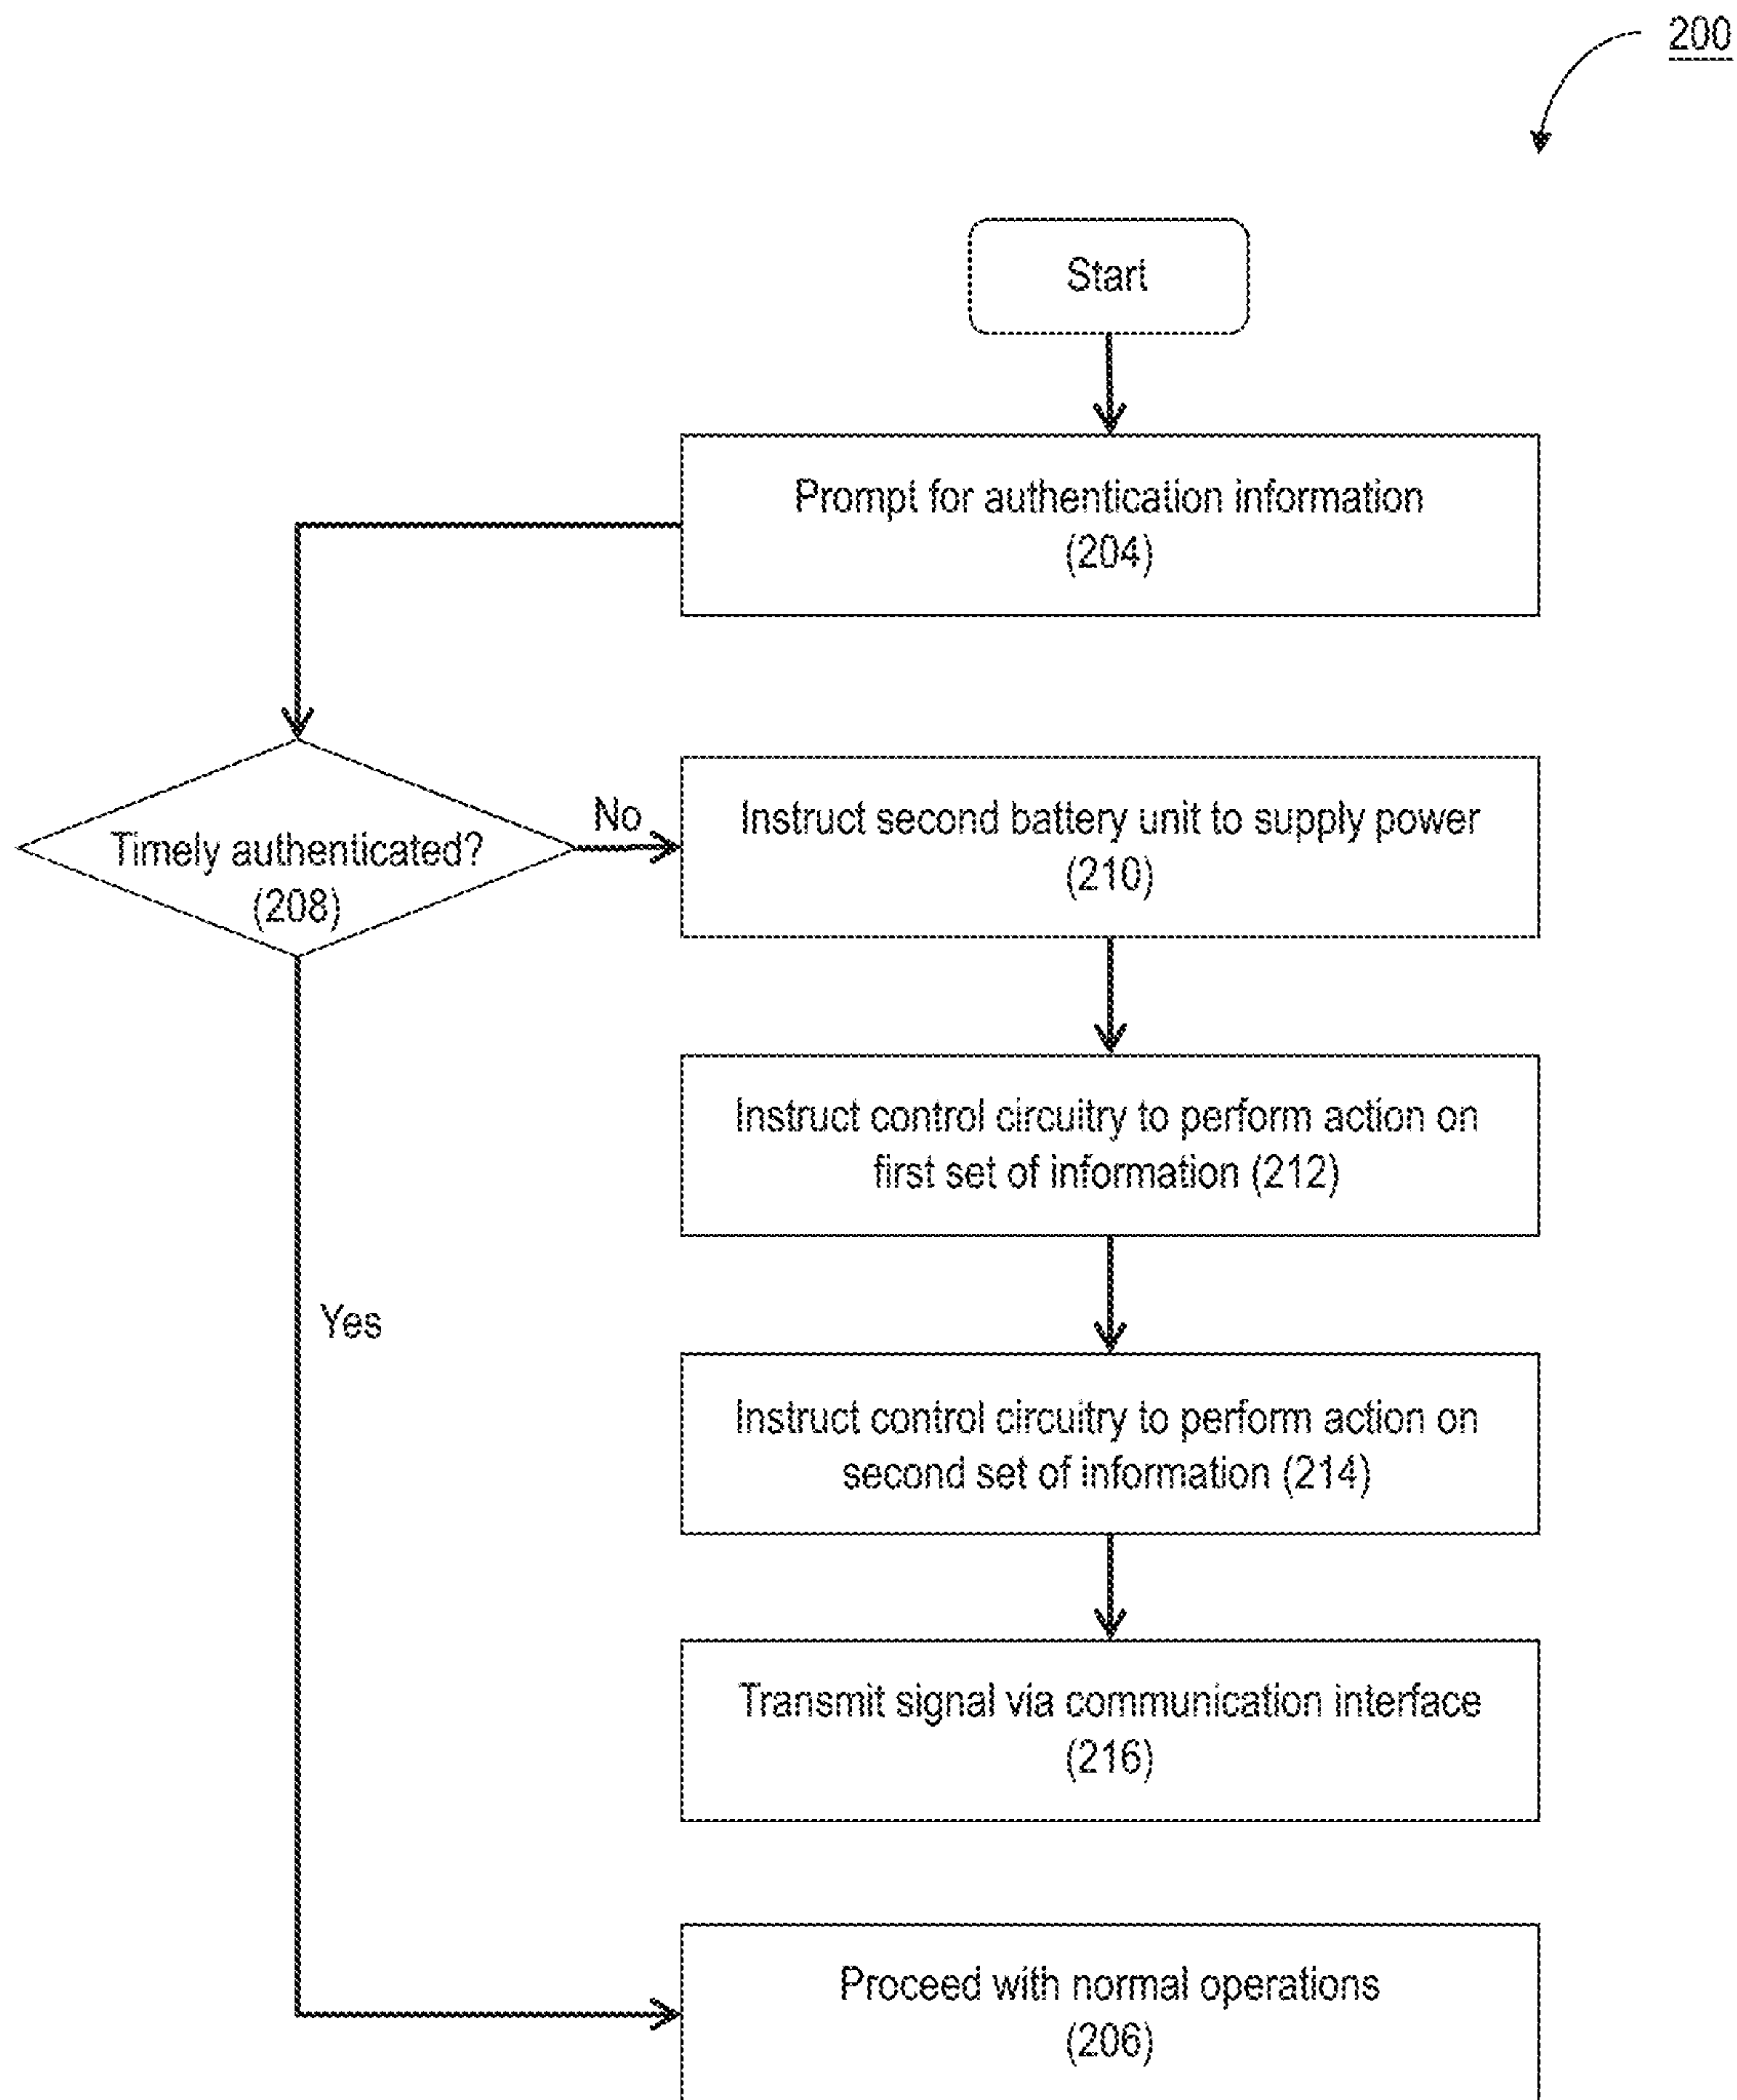 200
Start
Prompt for authentication information
(204)
Timely authenticated?
(208)
No
Instruct second battery unit to supply power
(210)
Instruct control circuitry to perform action on
first set of information (212)
Yes
Instruct control circuitry to perform action on
second set of information (214)
Transmit signal via communication interface
(216)
Proceed with normal operations
(206)